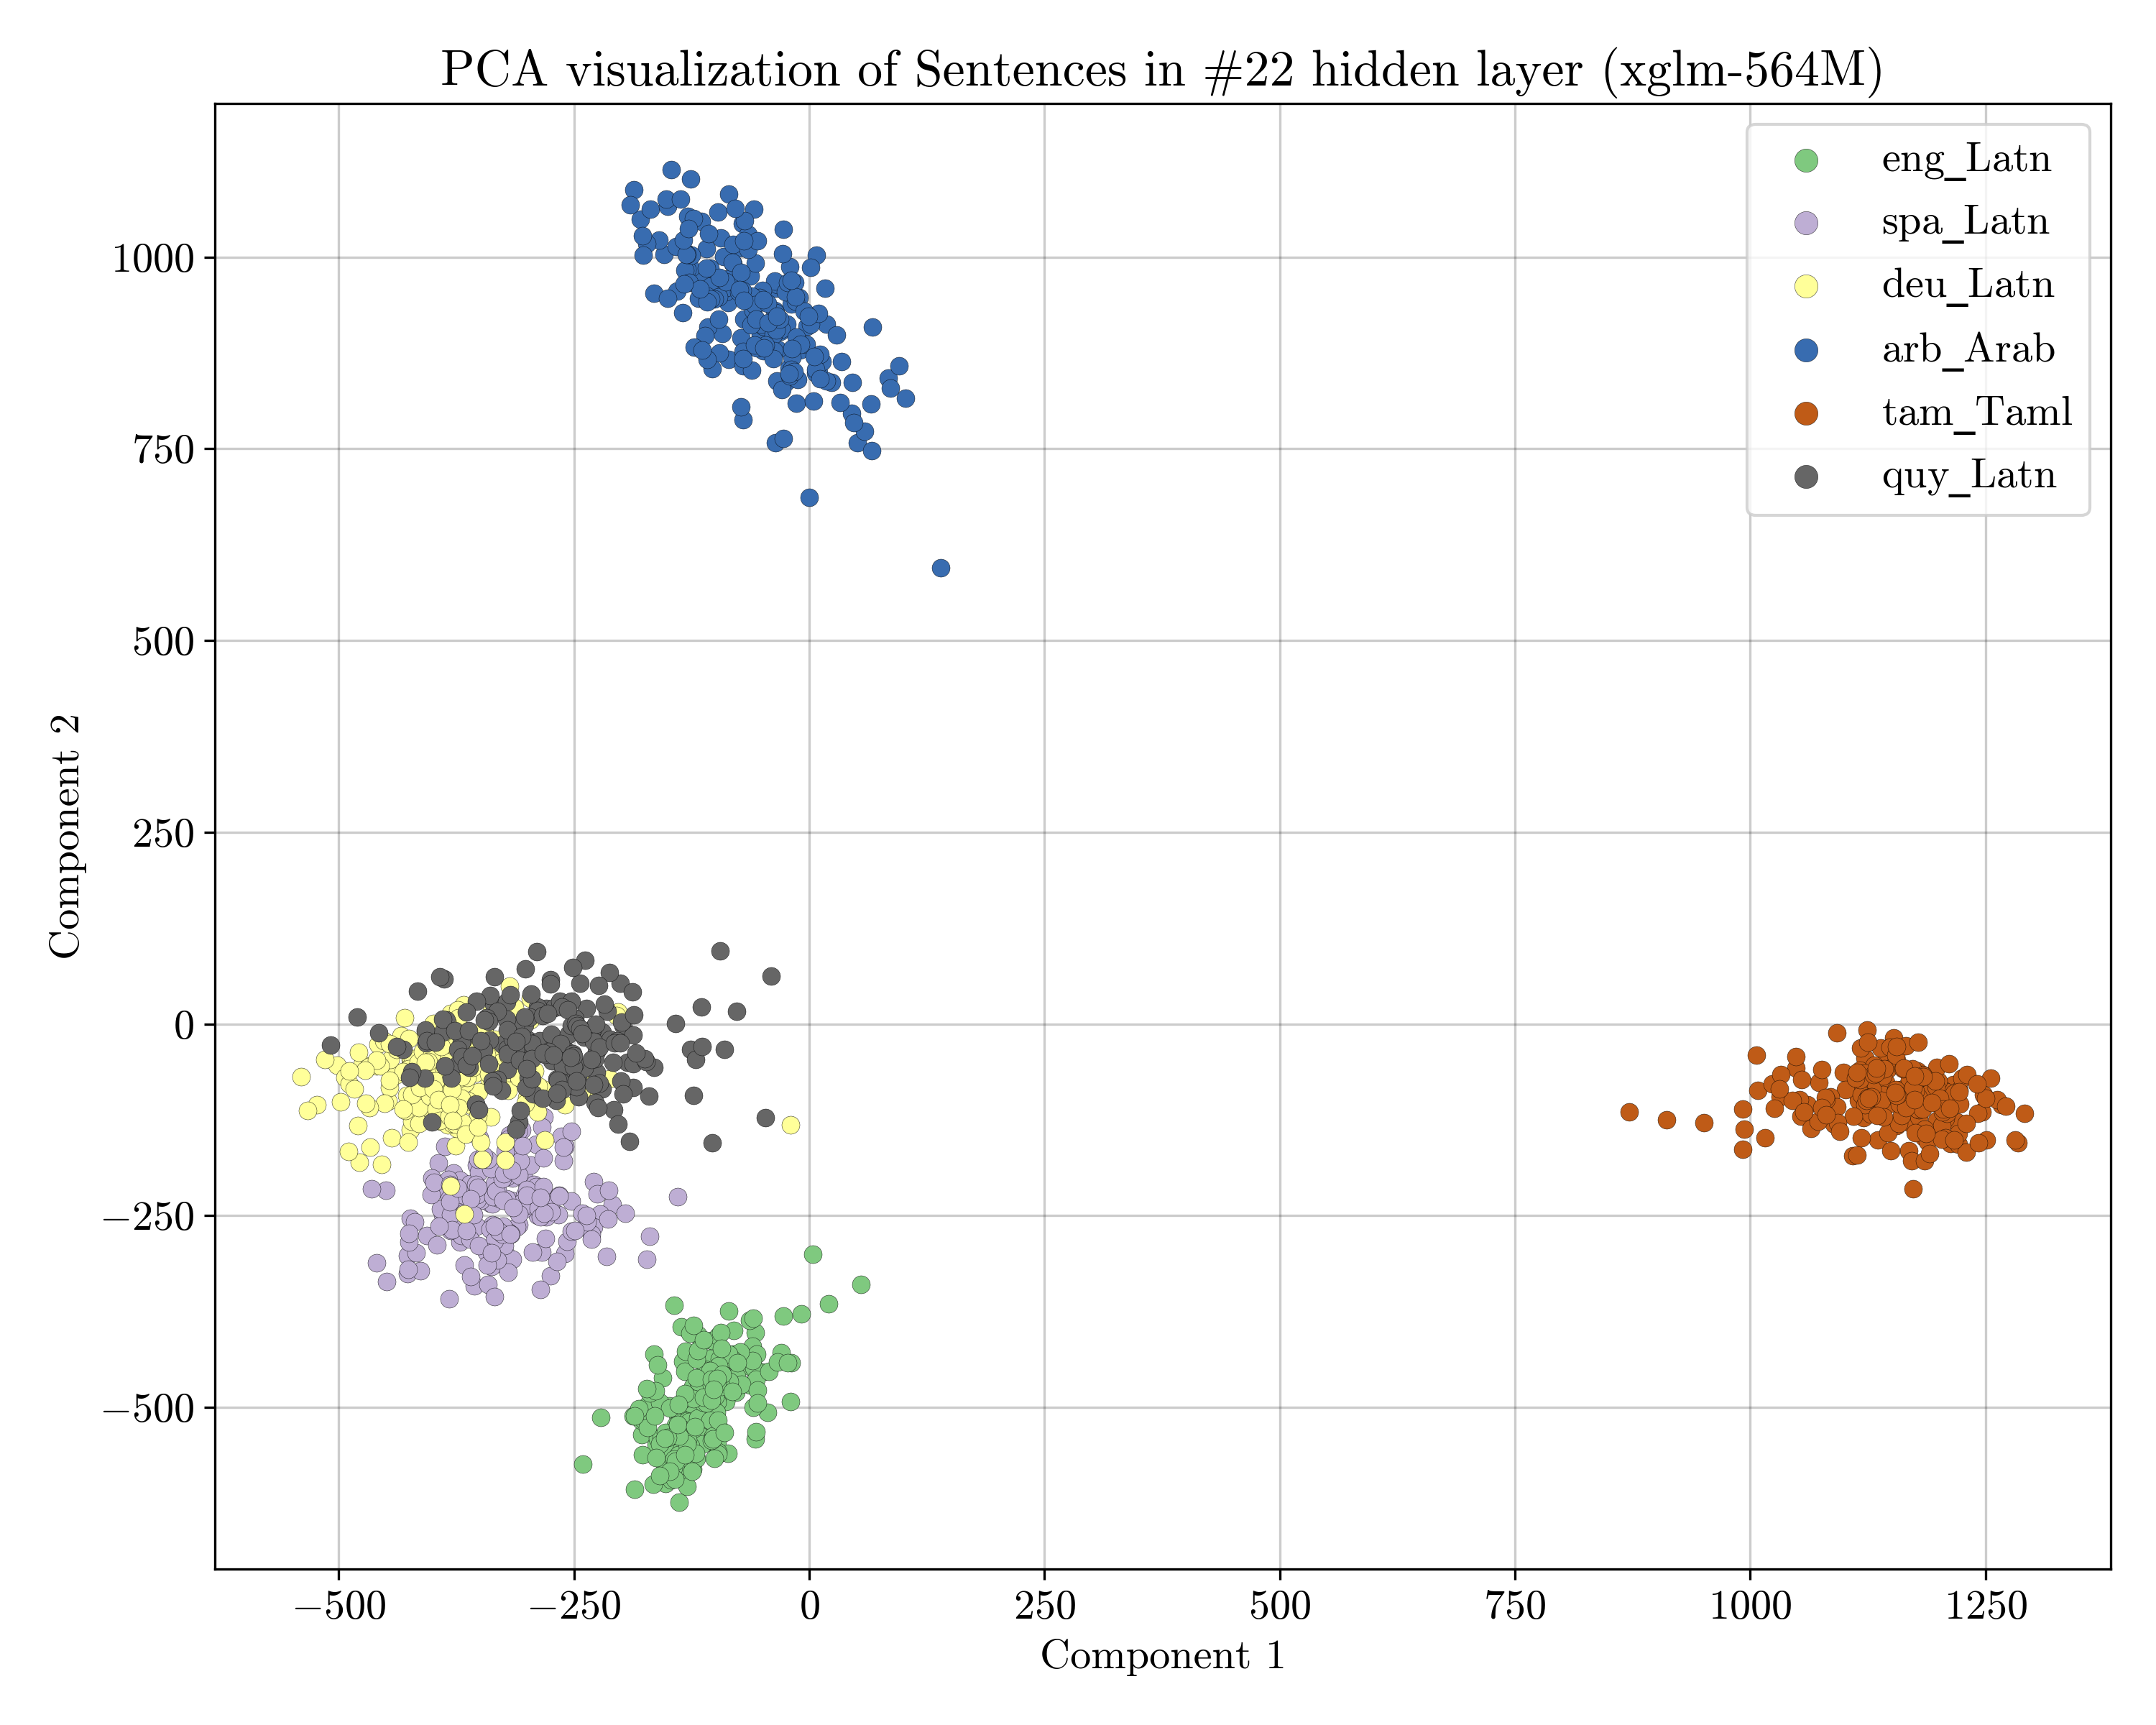 PCA visualization of Sentences in #22 hidden layer (xglm-564M)
eng_Latn
spa_Latn
deu_Latn
arb_Arab
tam_Taml
quy_Latn
1000
750
500
250
0
−250
−500
Component 2
−500
−250
0
250
500
750
1000
1250
Component 1